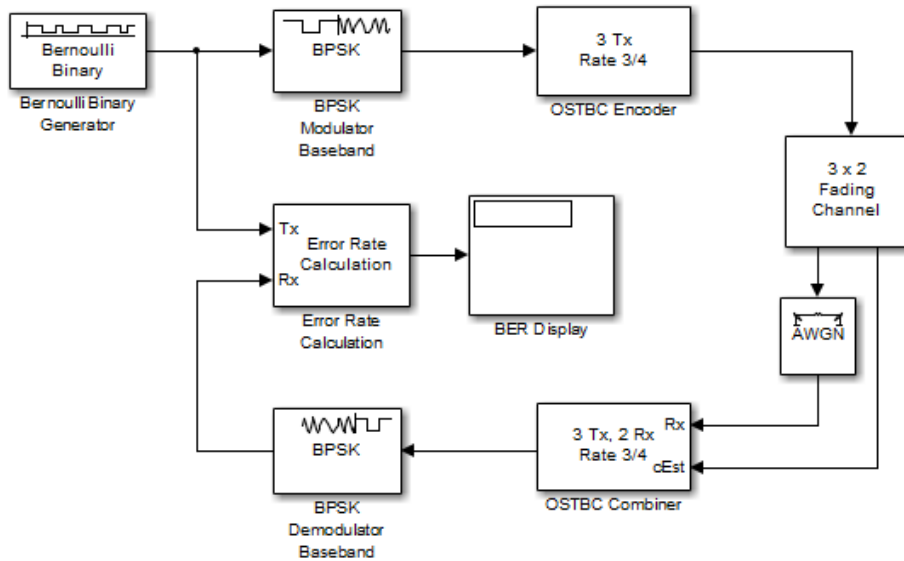 Bernoulli
Binary
Bernoulli Binary
Generator
BPSK
BPSK
Modulator
Baseband
3 Tx
Rate 3/4
OSTBC Encoder
3 x 2
Fading
Channel
Tx
Rx
Error Rate
Calculation
Error Rate
Calculation
BER Display
AWGN
BPSK
BPSK
Demodulator
Baseband
3 Tx, 2 Rx
Rate 3/4
Rx
cEst
OSTBC Combiner